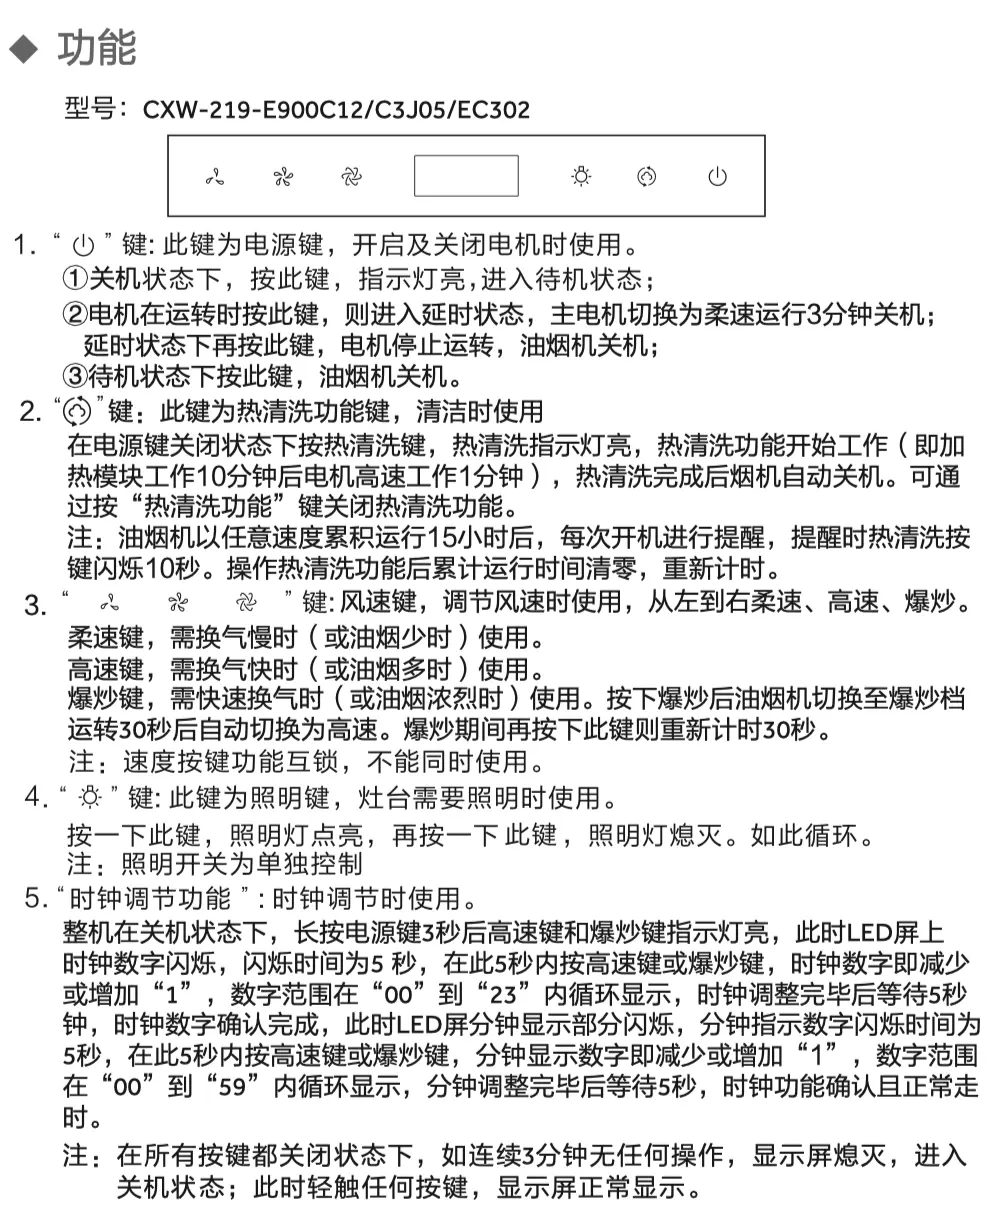 ◆ 功能
型号：CXW-219-E900C12/C3J05/EC302
1. “ ⏻ ” 键: 此键为电源键，开启及关闭电机时使用。
①关机状态下，按此键，指示灯亮,进入待机状态；
②电机在运转时按此键，则进入延时状态，主电机切换为柔速运行3分钟关机；
延时状态下再按此键，电机停止运转，油烟机关机；
③待机状态下按此键，油烟机关机。
2. “ ” 键：此键为热清洗功能键，清洁时使用
在电源键关闭状态下按热清洗键，热清洗指示灯亮，热清洗功能开始工作（即加
热模块工作10分钟后电机高速工作1分钟），热清洗完成后烟机自动关机。可通
过按“热清洗功能”键关闭热清洗功能。
注：油烟机以任意速度累积运行15小时后，每次开机进行提醒，提醒时热清洗按
键闪烁10秒。操作热清洗功能后累计运行时间清零，重新计时。
3. “ ” 键: 风速键，调节风速时使用，从左到右柔速、高速、爆炒。
柔速键，需换气慢时（或油烟少时）使用。
高速键，需换气快时（或油烟多时）使用。
爆炒键，需快速换气时（或油烟浓烈时）使用。按下爆炒后油烟机切换至爆炒档
运转30秒后自动切换为高速。爆炒期间再按下此键则重新计时30秒。
注：速度按键功能互锁，不能同时使用。
4. “ ” 键: 此键为照明键，灶台需要照明时使用。
按一下此键，照明灯点亮，再按一下 此键，照明灯熄灭。如此循环。
注：照明开关为单独控制
5. “时钟调节功能 ”：时钟调节时使用。
整机在关机状态下，长按电源键3秒后高速键和爆炒键指示灯亮，此时LED屏上
时钟数字闪烁，闪烁时间为5 秒，在此5秒内按高速键或爆炒键，时钟数字即减少
或增加“1”，数字范围在“00”到“23”内循环显示，时钟调整完毕后等待5秒
钟，时钟数字确认完成，此时LED屏分钟显示部分闪烁，分钟指示数字闪烁时间为
5秒，在此5秒内按高速键或爆炒键，分钟显示数字即减少或增加“1”，数字范围
在“00”到“59”内循环显示，分钟调整完毕后等待5秒，时钟功能确认且正常走
时。
注：在所有按键都关闭状态下，如连续3分钟无任何操作，显示屏熄灭，进入
关机状态；此时轻触任何按键，显示屏正常显示。